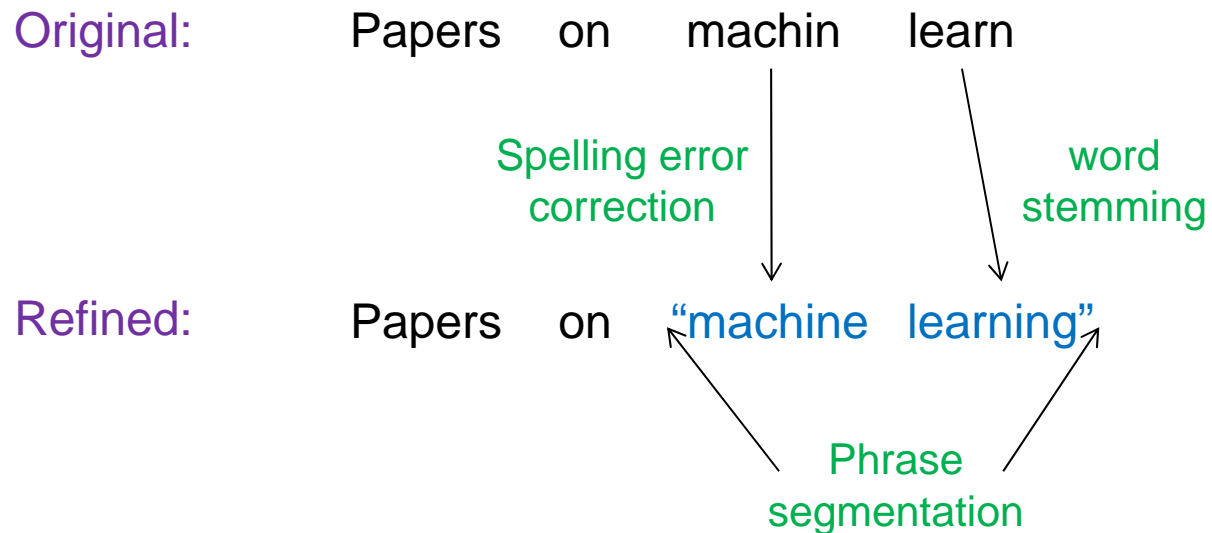 Original: Papers on machin learn
Spelling error
correction
word
stemming
Refined: Papers on “machine learning”
Phrase
segmentation